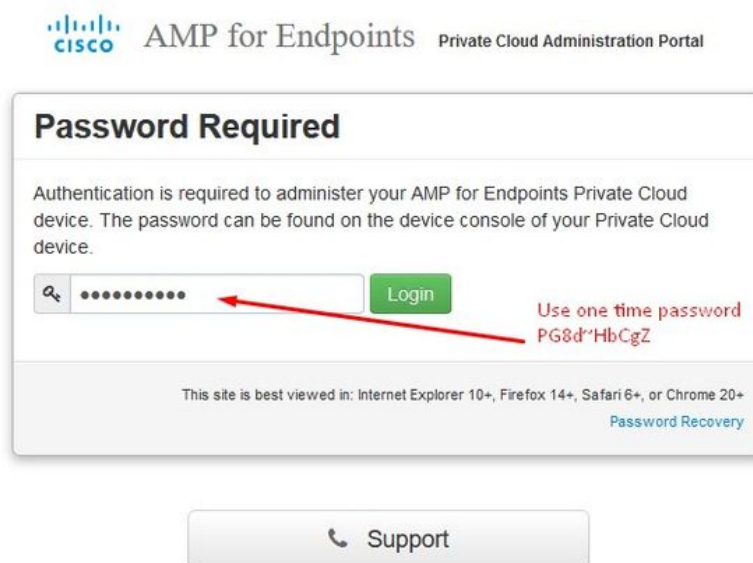 CISCO AMP for Endpoints Private Cloud Administration Portal
Password Required
Authentication is required to administer your AMP for Endpoints Private Cloud
device. The password can be found on the device console of your Private Cloud
device.
Login
Use one time password
PG8d~HbCgZ
This site is best viewed in: Internet Explorer 10+, Firefox 14+, Safari 6+, or Chrome 20+
Password Recovery
Support